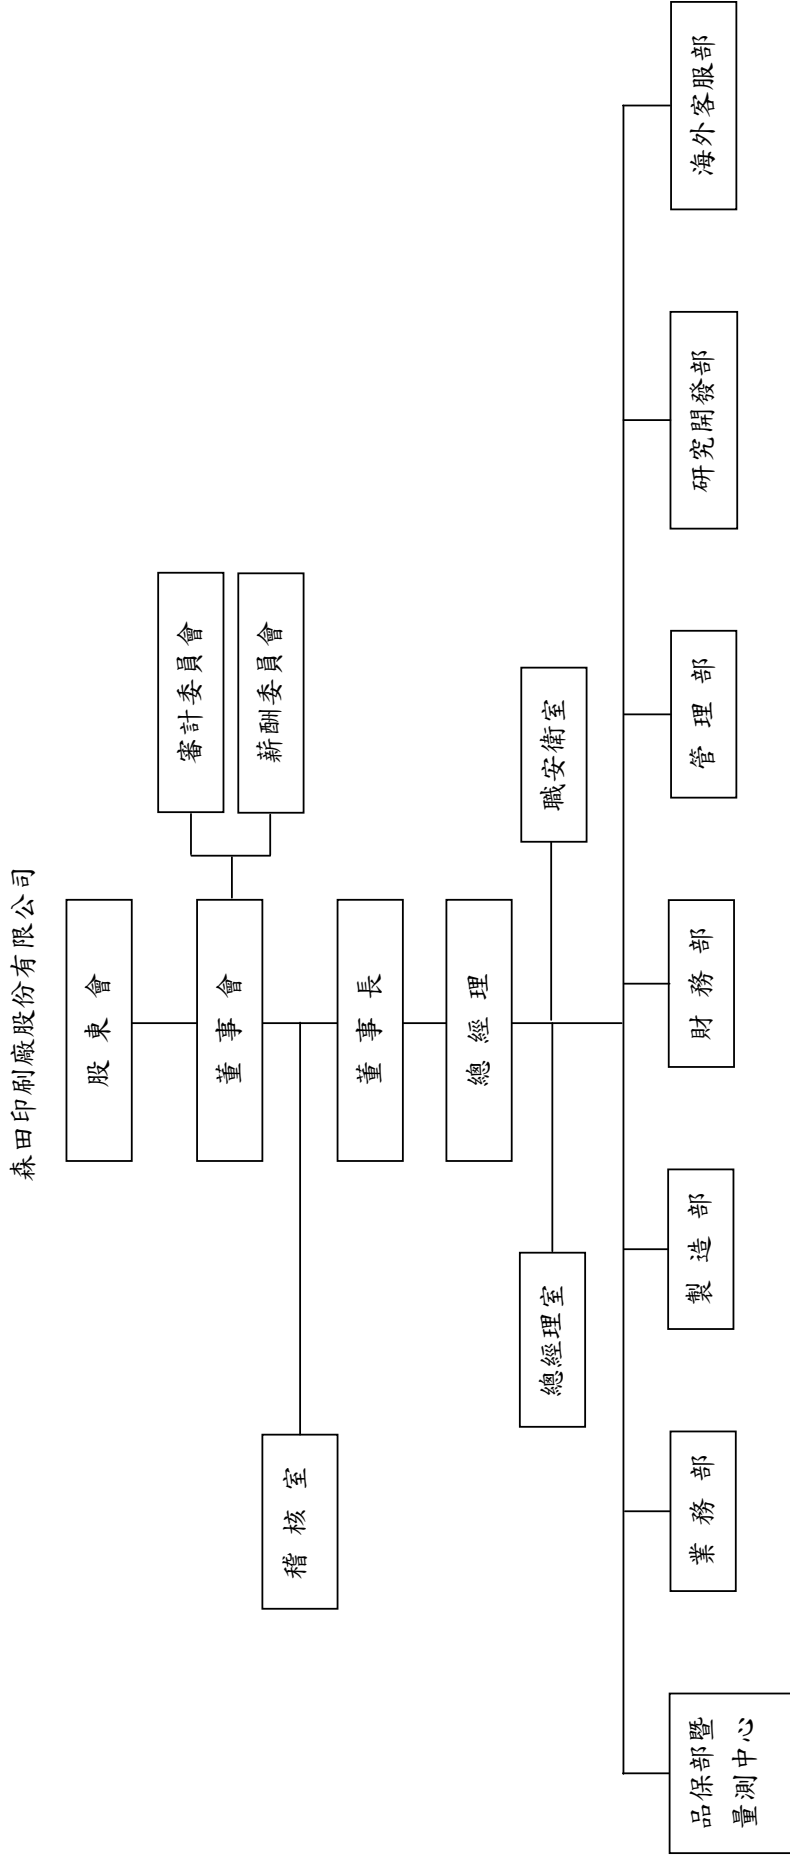 森田印刷廠股份有限公司
股東會
董事會
審計委員會
薪酬委員會
稽核室
董事長
總經理
總經理室
職安衛室
品保部暨
量測中心
業務部
製造部
財務部
管理部
研究開發部
海外客服部